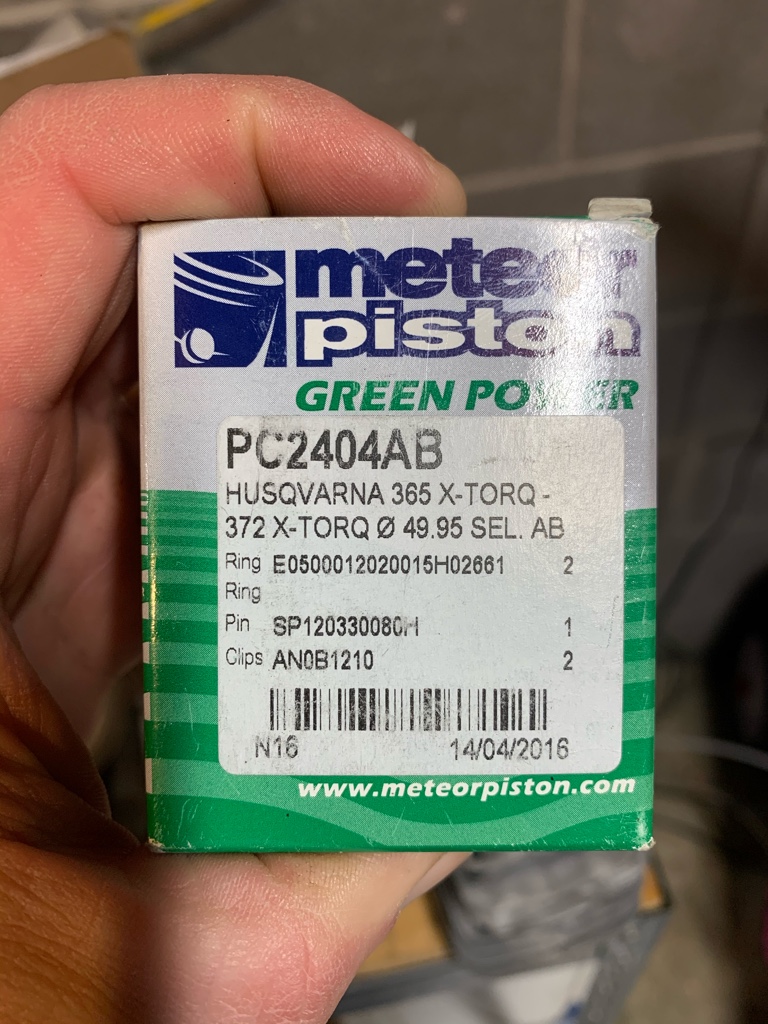 meteor
piston
GREEN POWER
PC2404AB
HUSQVARNA 365 X-TORQ -
372 X-TORQ Ø 49.95 SEL. AB
Ring E0500012020015H02661 2
Ring
Pin SP120330080H 1
Clips AN0B1210 2
N16 14/04/2016
www.meteorpiston.com